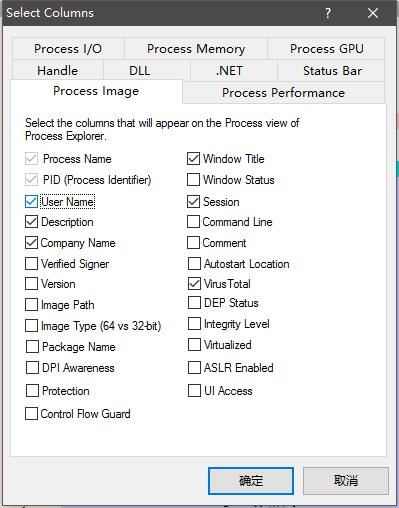 Select Columns
?
Process I/O
Process Memory
Process GPU
Handle
DLL
.NET
Status Bar
Process Image
Process Performance
Select the columns that will appear on the Process view of
Process Explorer.
Process Name
PID (Process Identifier)
User Name
Description
Company Name
Verified Signer
Version
Image Path
Image Type (64 vs 32-bit)
Package Name
DPI Awareness
Protection
Control Flow Guard
Window Title
Window Status
Session
Command Line
Comment
Autostart Location
VirusTotal
DEP Status
Integrity Level
Virtualized
ASLR Enabled
UI Access
确定
取消